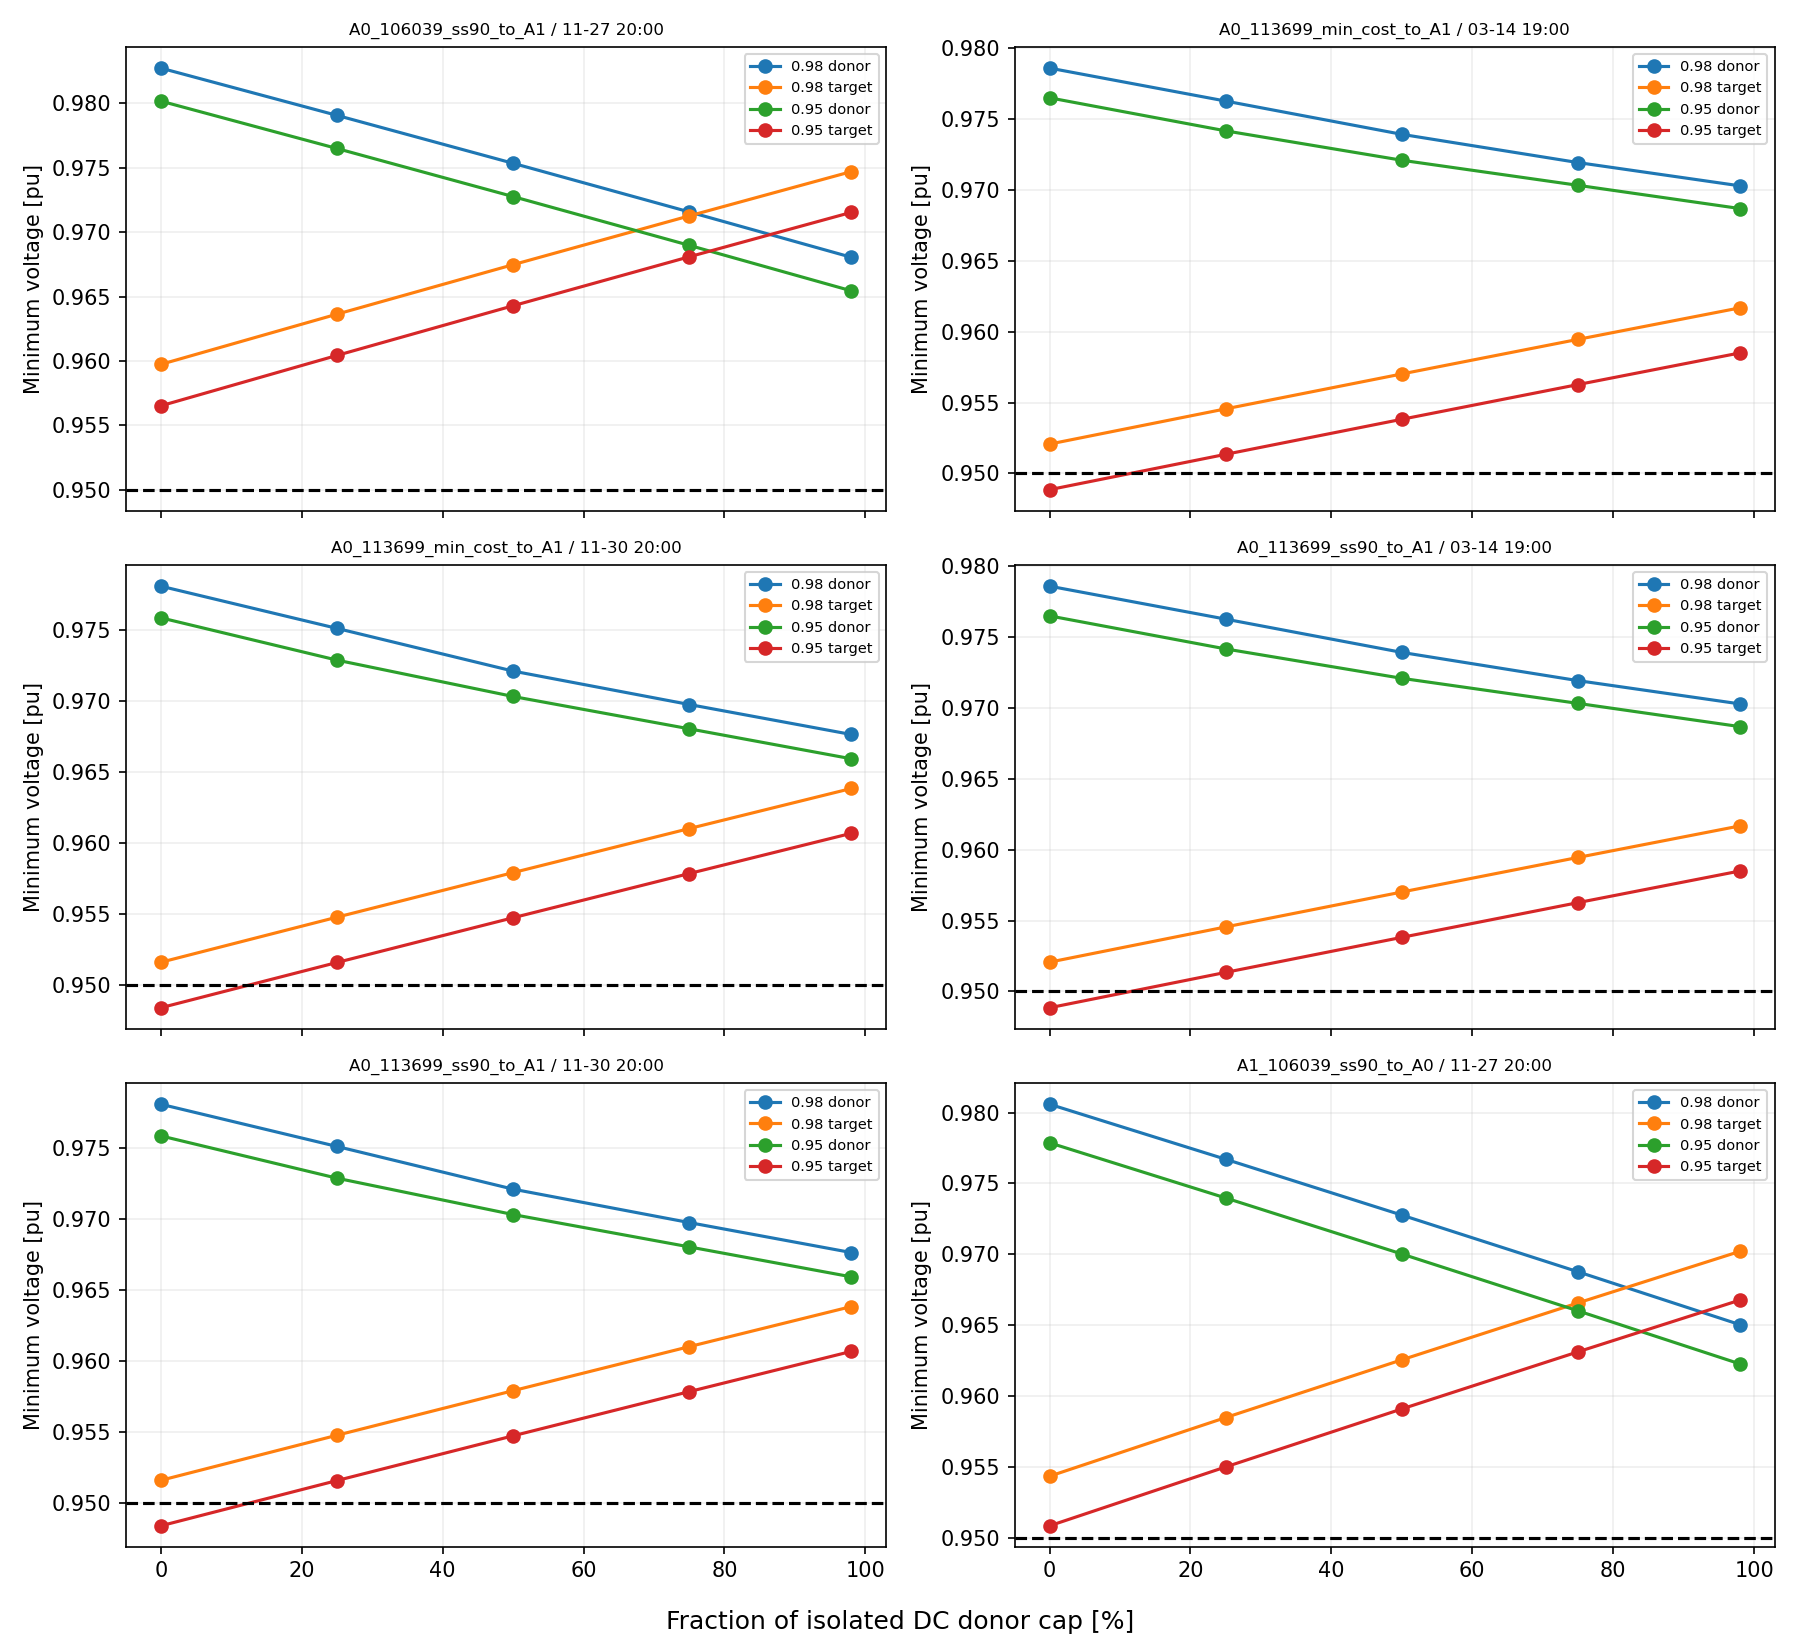 A0_106039_ss90_to_A1 / 11-27 20:00
Minimum voltage [pu]
0.980
0.975
0.970
0.965
0.960
0.955
0.950
0.98 donor
0.98 target
0.95 donor
0.95 target
A0_113699_min_cost_to_A1 / 03-14 19:00
Minimum voltage [pu]
0.980
0.975
0.970
0.965
0.960
0.955
0.950
0.98 donor
0.98 target
0.95 donor
0.95 target
A0_113699_min_cost_to_A1 / 11-30 20:00
Minimum voltage [pu]
0.975
0.970
0.965
0.960
0.955
0.950
0.98 donor
0.98 target
0.95 donor
0.95 target
A0_113699_ss90_to_A1 / 03-14 19:00
Minimum voltage [pu]
0.980
0.975
0.970
0.965
0.960
0.955
0.950
0.98 donor
0.98 target
0.95 donor
0.95 target
A0_113699_ss90_to_A1 / 11-30 20:00
Minimum voltage [pu]
0.975
0.970
0.965
0.960
0.955
0.950
0.98 donor
0.98 target
0.95 donor
0.95 target
0 20 40 60 80 100
A1_106039_ss90_to_A0 / 11-27 20:00
Minimum voltage [pu]
0.980
0.975
0.970
0.965
0.960
0.955
0.950
0.98 donor
0.98 target
0.95 donor
0.95 target
0 20 40 60 80 100
Fraction of isolated DC donor cap [%]